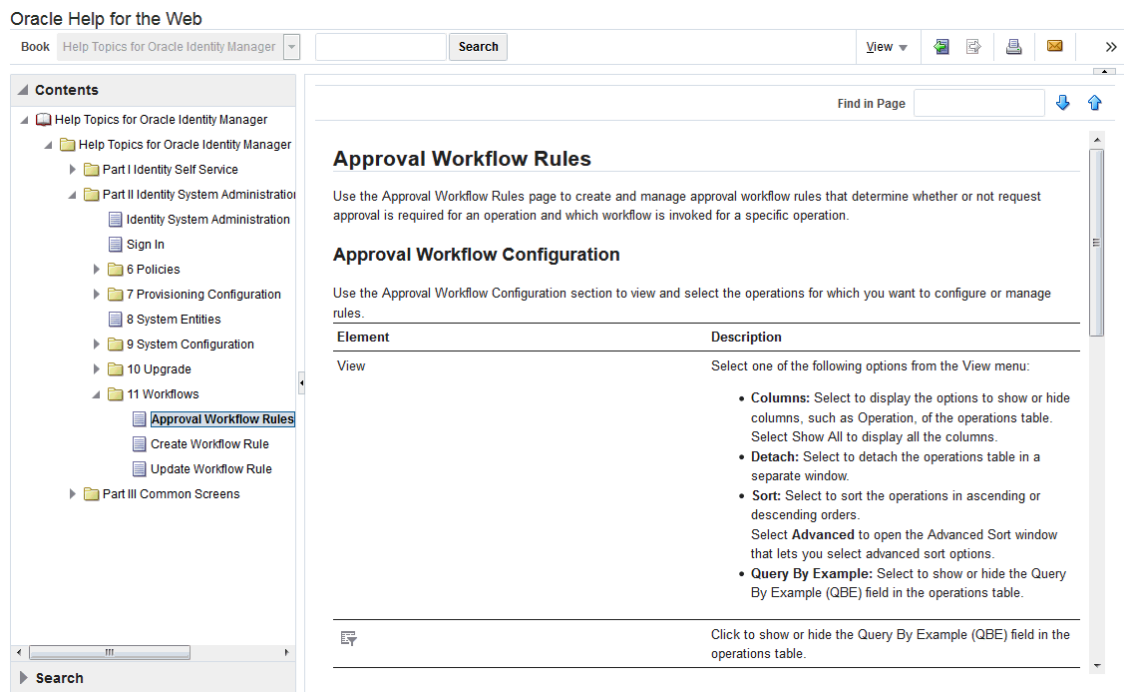 Oracle Help for the Web
Book Help Topics for Oracle Identity Manager Search View »
Contents
Help Topics for Oracle Identity Manager
Help Topics for Oracle Identity Manager
Part I Identity Self Service
Part II Identity System Administration
Identity System Administration
Sign In
6 Policies
7 Provisioning Configuration
8 System Entities
9 System Configuration
10 Upgrade
11 Workflows
Approval Workflow Rules
Create Workflow Rule
Update Workflow Rule
Part III Common Screens
Search
Find in Page
Approval Workflow Rules
Use the Approval Workflow Rules page to create and manage approval workflow rules that determine whether or not request
approval is required for an operation and which workflow is invoked for a specific operation.
Approval Workflow Configuration
Use the Approval Workflow Configuration section to view and select the operations for which you want to configure or manage
rules.
Element Description
View Select one of the following options from the View menu:
• Columns: Select to display the options to show or hide
columns, such as Operation, of the operations table.
Select Show All to display all the columns.
• Detach: Select to detach the operations table in a
separate window.
• Sort: Select to sort the operations in ascending or
descending orders.
Select Advanced to open the Advanced Sort window
that lets you select advanced sort options.
• Query By Example: Select to show or hide the Query
By Example (QBE) field in the operations table.
Click to show or hide the Query By Example (QBE) field in the
operations table.